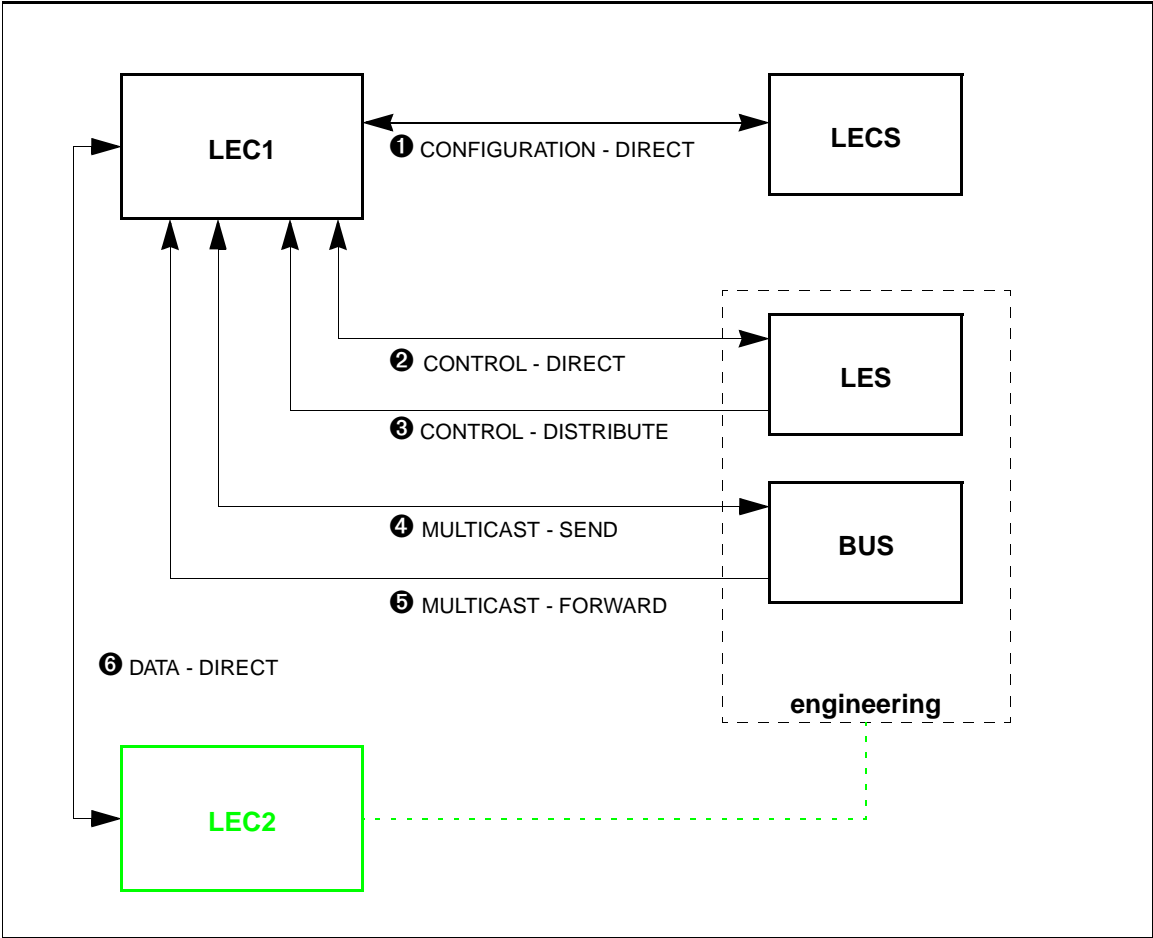 LEC1
LECS
❶ CONFIGURATION - DIRECT
❷ CONTROL - DIRECT
LES
❸ CONTROL - DISTRIBUTE
❹ MULTICAST - SEND
BUS
❺ MULTICAST - FORWARD
❻ DATA - DIRECT
engineering
LEC2